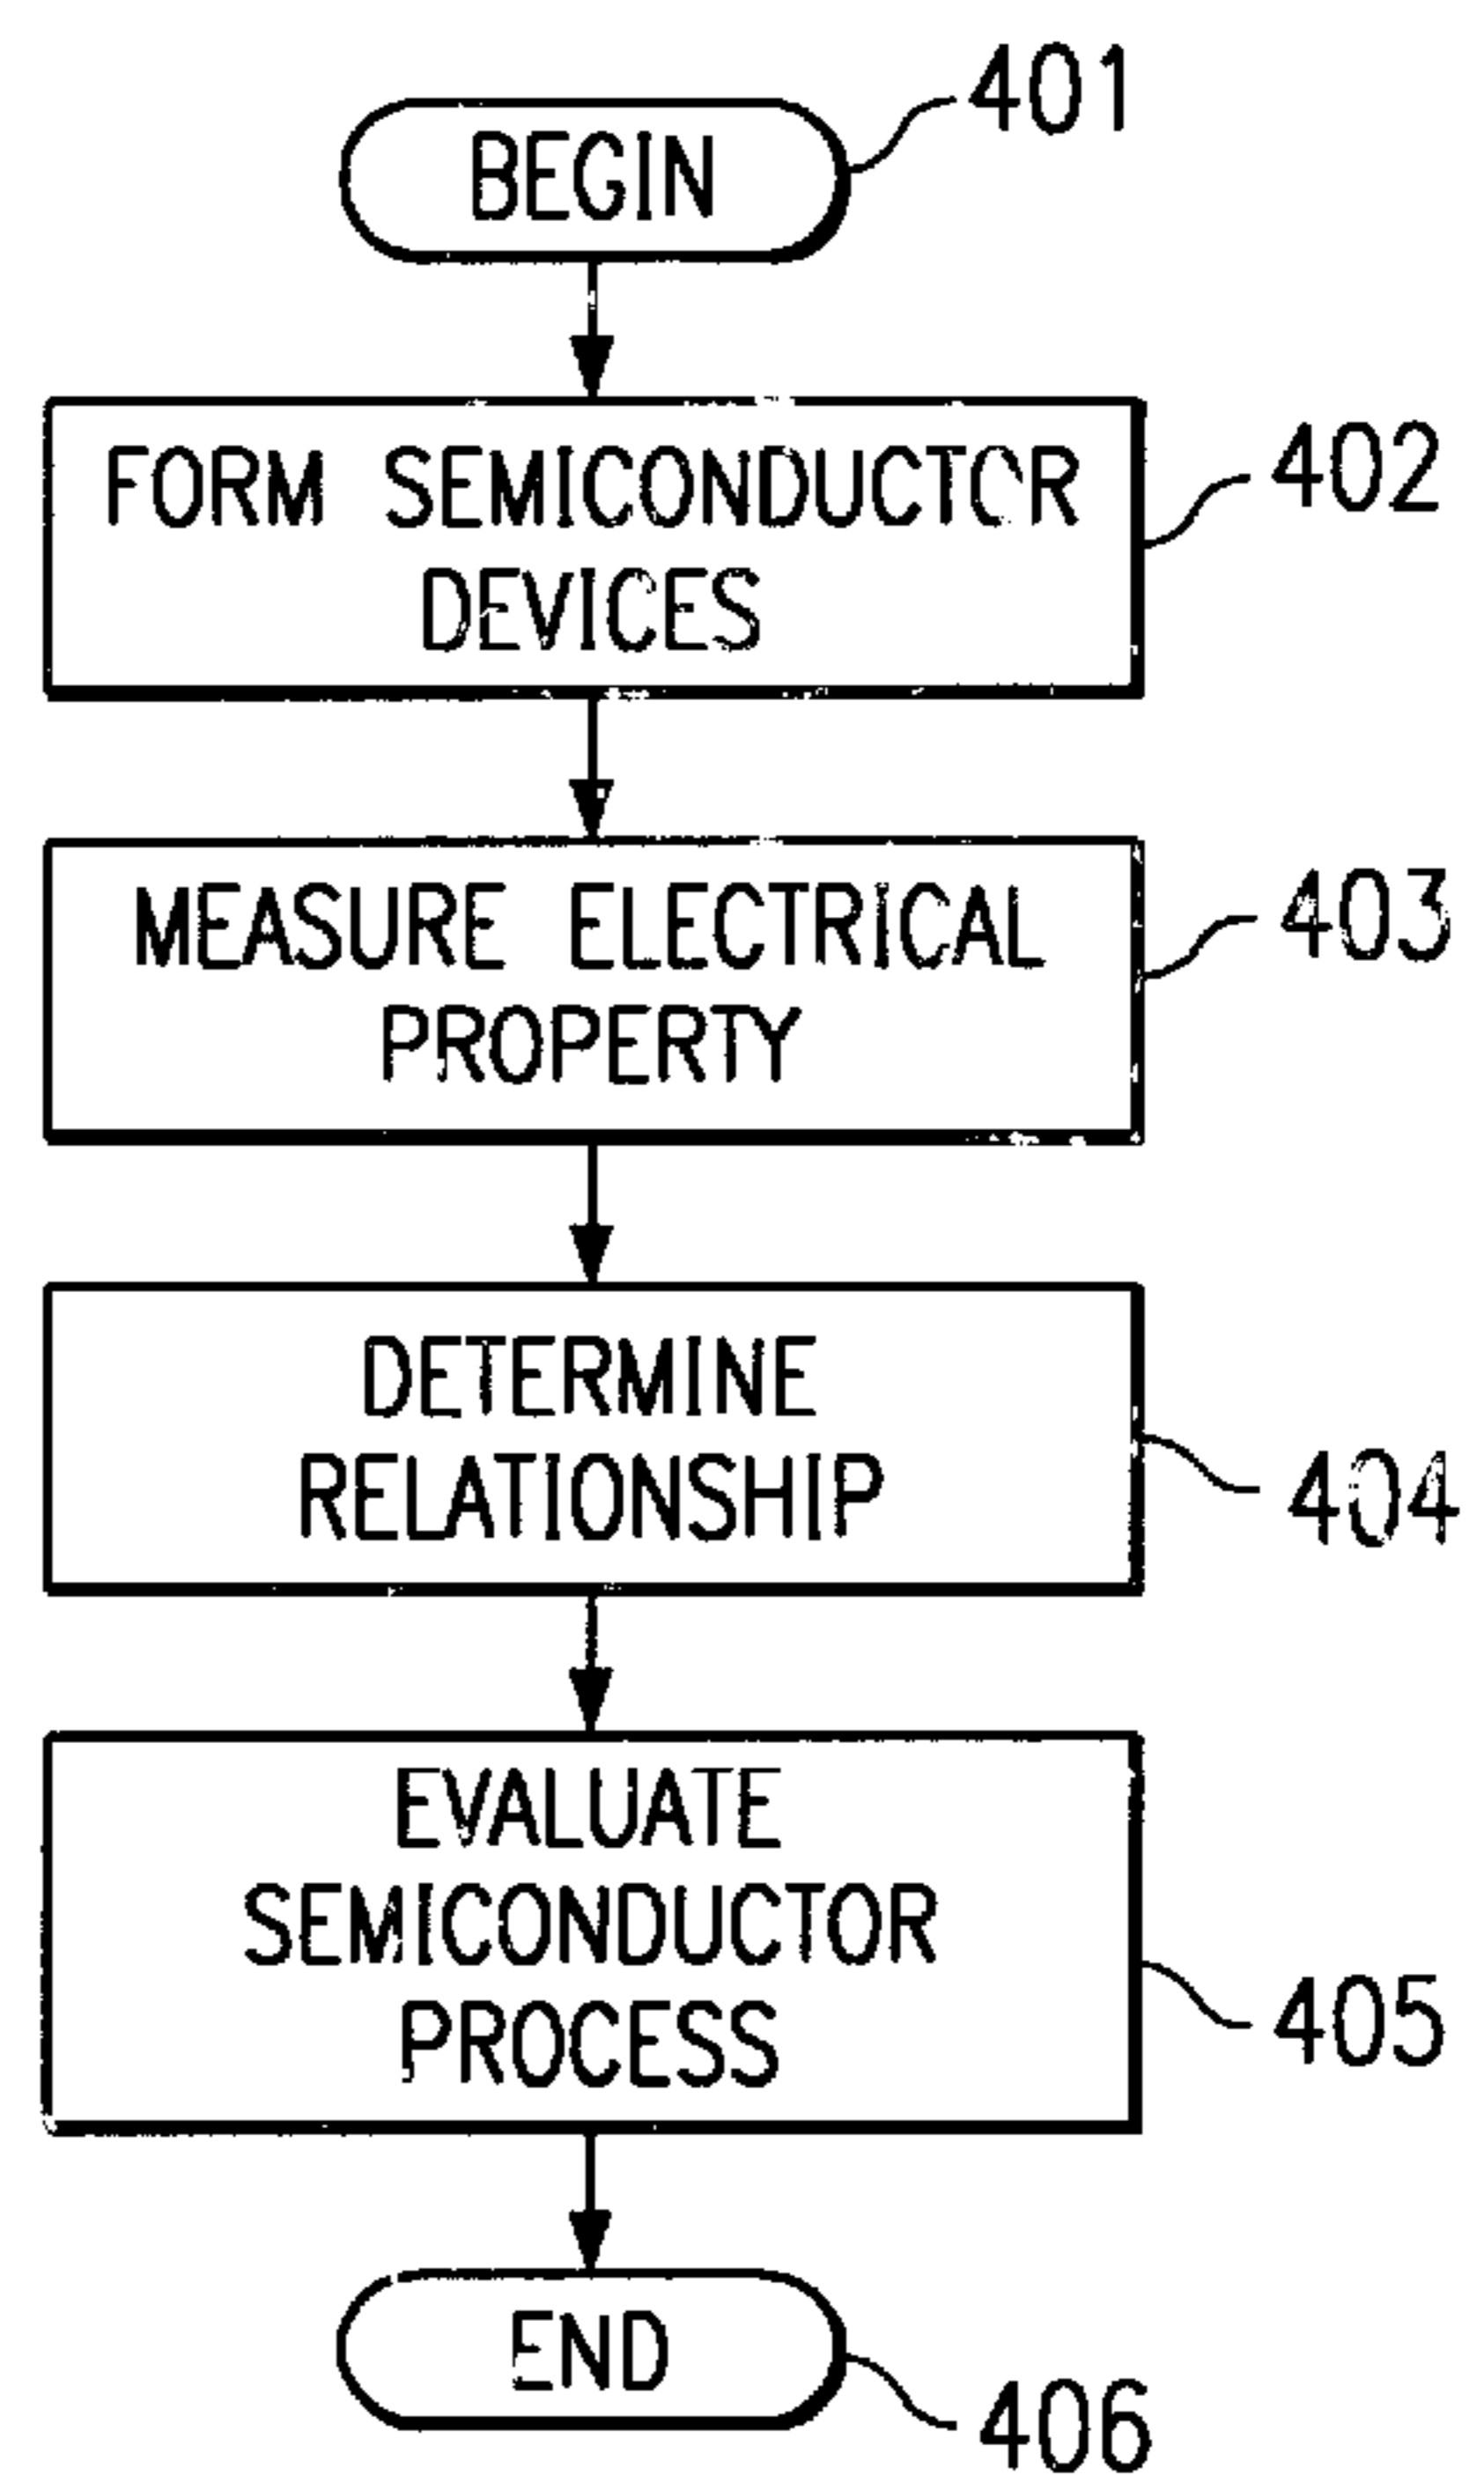 401
BEGIN
402
FORM SEMICONDUCTOR
DEVICES
403
MEASURE ELECTRICAL
PROPERTY
DETERMINE
RELATIONSHIP
404
EVALUATE
SEMICONDUCTOR
PROCESS
405
END
406